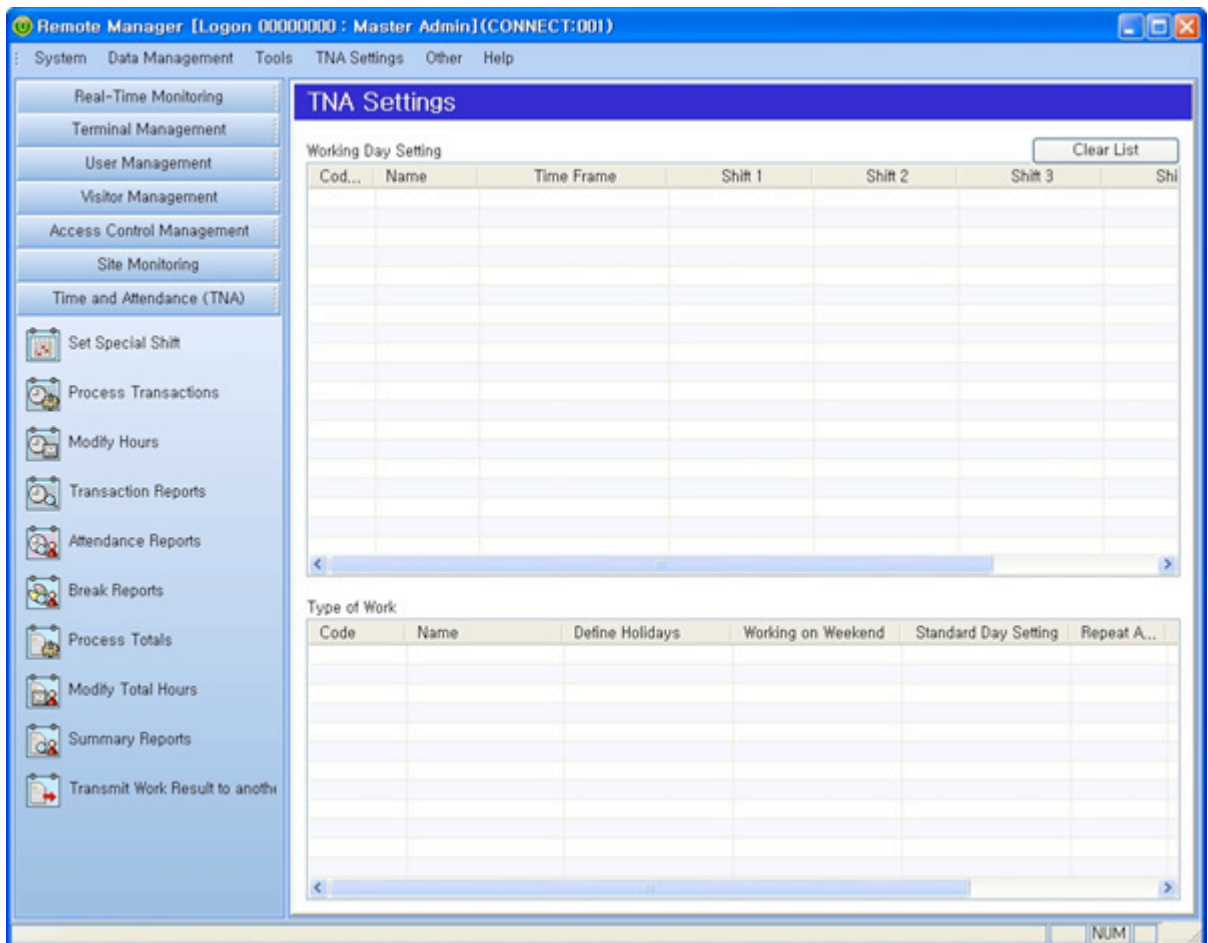 Remote Manager [Logon 00000000 : Master Admin](CONNECT:001)
System Data Management Tools TNA Settings Other Help
Real-Time Monitoring
Terminal Management
User Management
Visitor Management
Access Control Management
Site Monitoring
Time and Attendance (TNA)
Set Special Shift
Process Transactions
Modify Hours
Transaction Reports
Attendance Reports
Break Reports
Process Totals
Modify Total Hours
Summary Reports
Transmit Work Result to anothe
TNA Settings
Working Day Setting
Clear List
Cod... Name Time Frame Shift 1 Shift 2 Shift 3 Shi
Type of Work
Code Name Define Holidays Working on Weekend Standard Day Setting Repeat A...
NUM